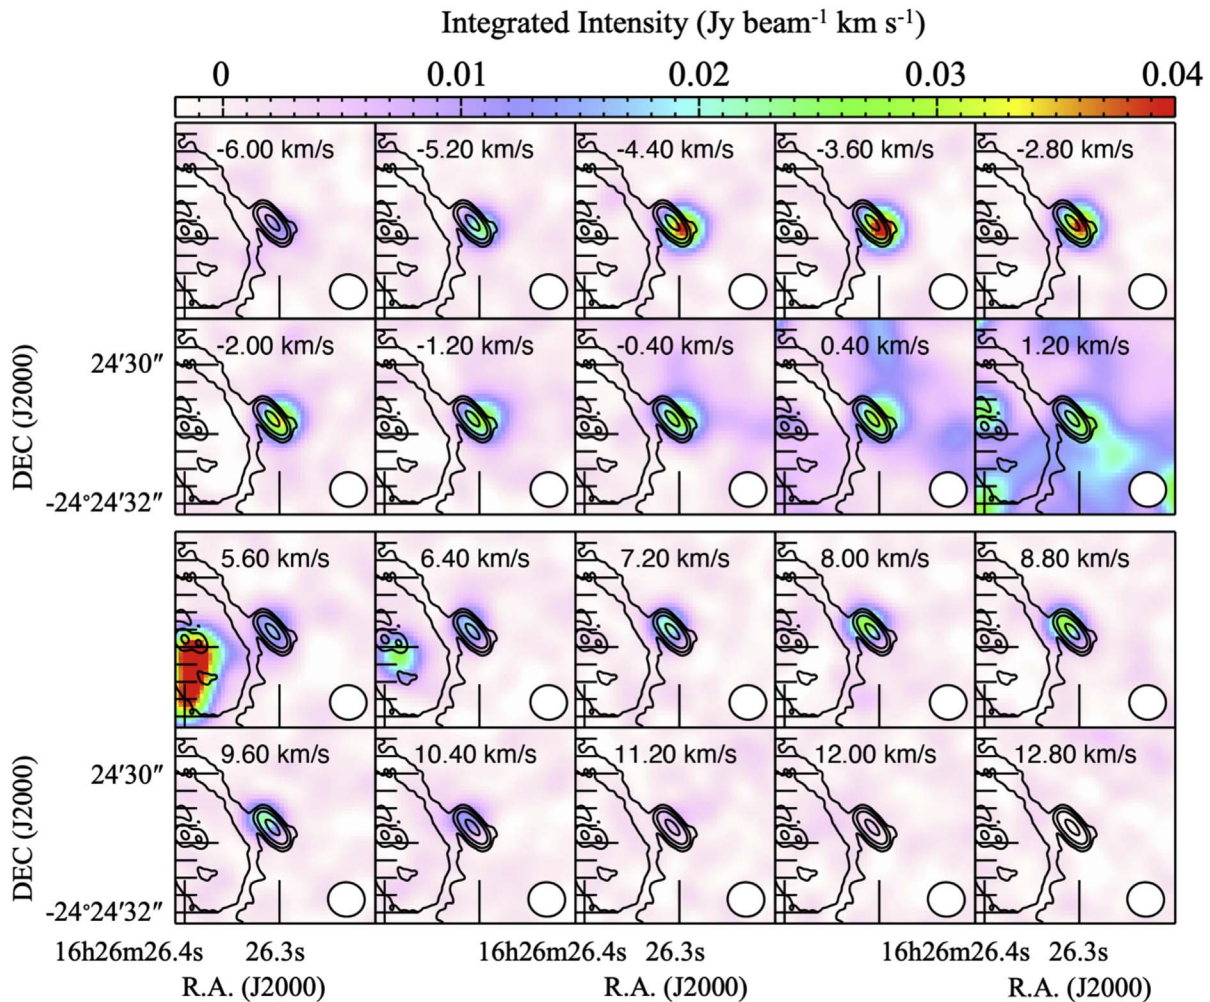 Integrated Intensity (Jy beam⁻¹ km s⁻¹)
0 0.01 0.02 0.03 0.04
-6.00 km/s -5.20 km/s -4.40 km/s -3.60 km/s -2.80 km/s
-2.00 km/s -1.20 km/s -0.40 km/s 0.40 km/s 1.20 km/s
24′30″
DEC (J2000)
-24°24′32″
5.60 km/s 6.40 km/s 7.20 km/s 8.00 km/s 8.80 km/s
9.60 km/s 10.40 km/s 11.20 km/s 12.00 km/s 12.80 km/s
24′30″
DEC (J2000)
-24°24′32″
16h26m26.4s 26.3s 16h26m26.4s 26.3s 16h26m26.4s 26.3s
R.A. (J2000) R.A. (J2000) R.A. (J2000)